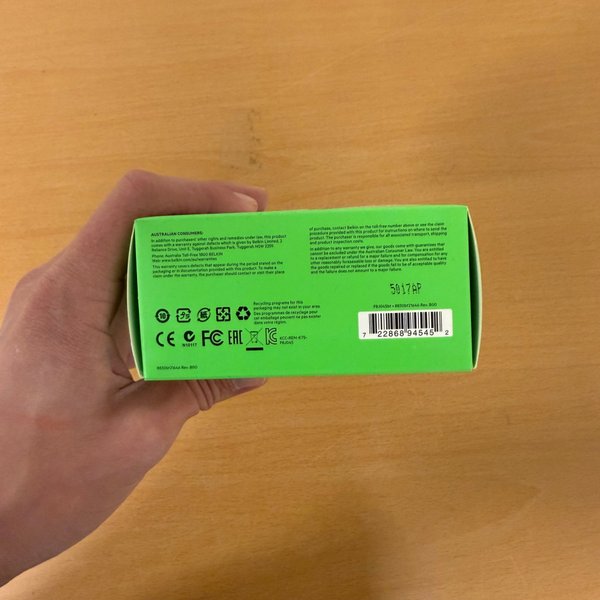 AUSTRALIAN CONSUMERS:
In addition to purchasers' other rights and remedies under law, this product
comes with a warranty against defects which is given by Belkin Limited, 3
Reliance Drive, Unit E, Tuggerah Business Park, Tuggerah NSW 2259.
Phone: Australia Toll-Free 1800 BELKIN
Web: www.belkin.com/au/warranties
This warranty covers defects that appear during the period stated on the
packaging or in documentation provided with this product. To make a
claim under the warranty, the purchaser should contact or visit their place
of purchase, contact Belkin on the toll-free number above or use the claim
procedure provided with this product for instructions on where to send the
product. The purchaser is responsible for all associated transport, shipping
and product inspection costs.
In addition to any warranty we give, our goods come with guarantees that
cannot be excluded under the Australian Consumer Law. You are entitled
to a replacement or refund for a major failure and for compensation for any
other reasonably foreseeable loss or damage. You are also entitled to have
the goods repaired or replaced if the goods fail to be of acceptable quality
and the failure does not amount to a major failure.
5017AP
Recycling programs for this
packaging may not exist in your area.
Des programmes de recyclage pour
cet emballage peuvent ne pas exister
dans votre région.
CE N10117 FC EAC
7 22868 94545 2